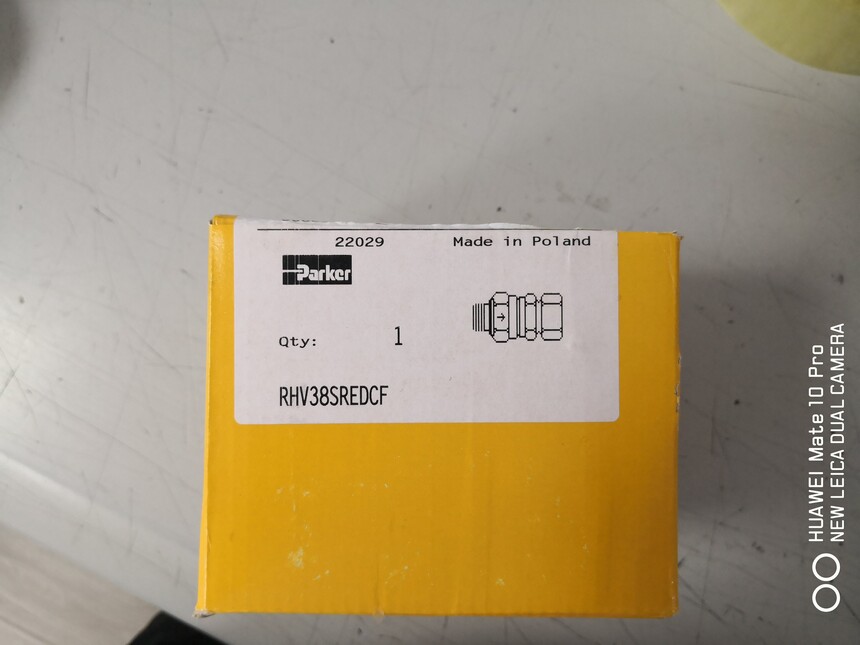 22029 Made in Poland
Parker
Qty: 1
RHV38SREDCF
HUAWEI Mate 10 Pro
NEW LEICA DUAL CAMERA